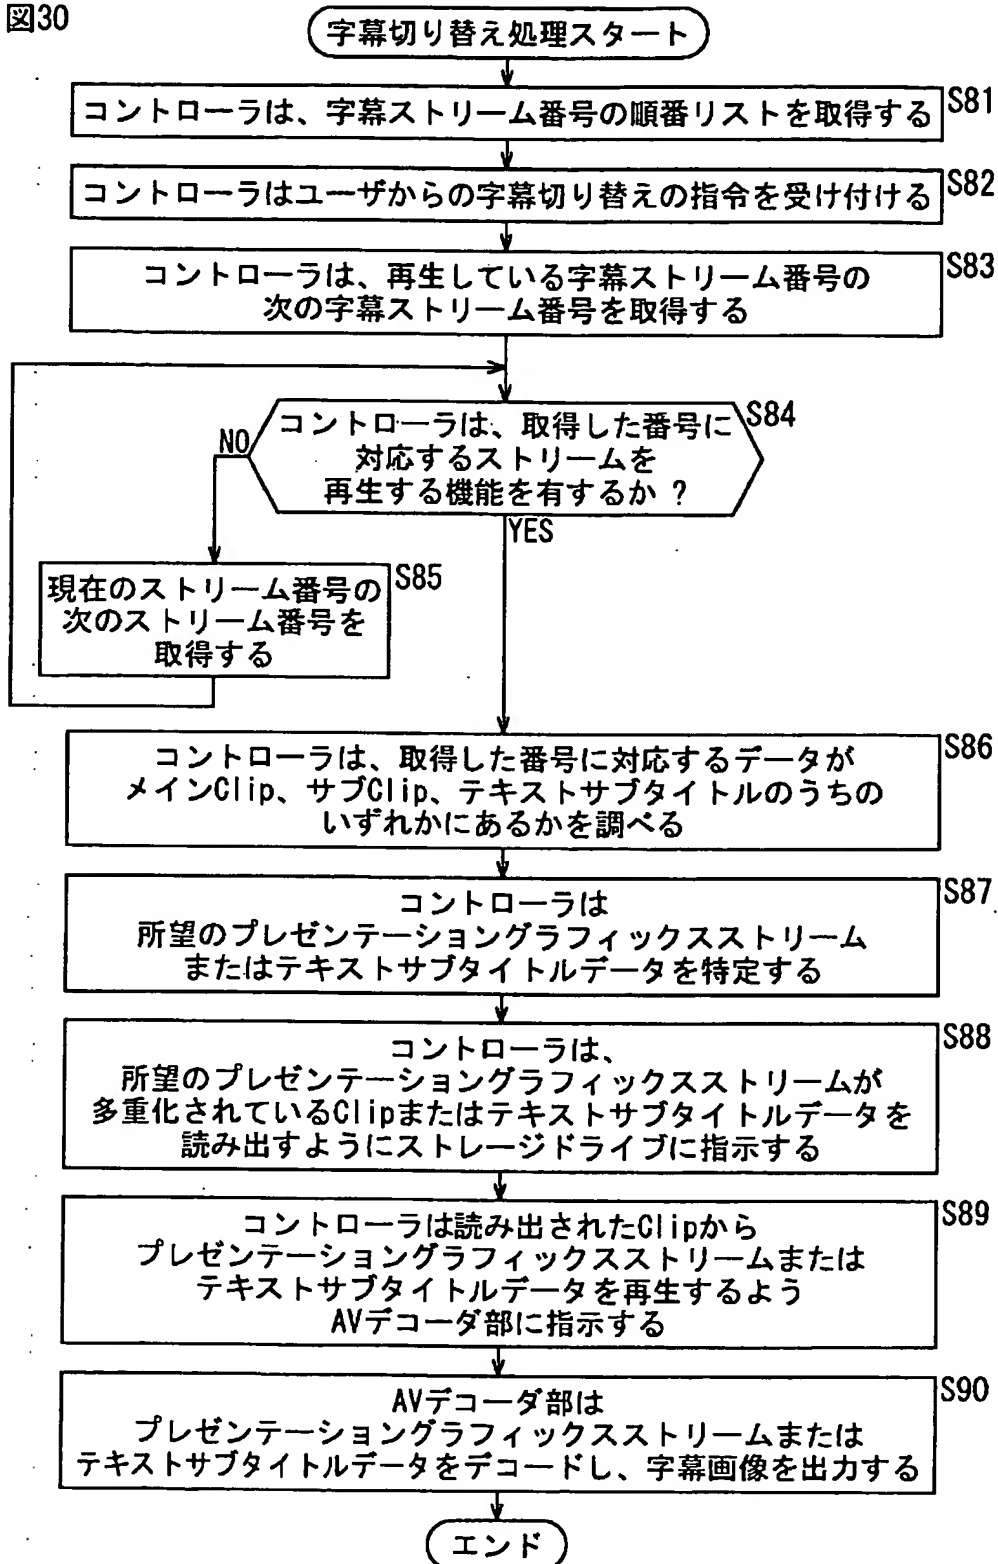 図30
字幕切り替え処理スタート
コントローラは、字幕ストリーム番号の順番リストを取得する
S81
コントローラはユーザからの字幕切り替えの指令を受け付ける
S82
コントローラは、再生している字幕ストリーム番号の
次の字幕ストリーム番号を取得する
S83
コントローラは、取得した番号に
対応するストリームを
再生する機能を有するか ?
S84
NO
YES
現在のストリーム番号の
次のストリーム番号を
取得する
S85
コントローラは、取得した番号に対応するデータが
メインClip、サブClip、テキストサブタイトルのうちの
いずれかにあるかを調べる
S86
コントローラは
所望のプレゼンテーショングラフィックスストリーム
またはテキストサブタイトルデータを特定する
S87
コントローラは、
所望のプレゼンテーショングラフィックスストリームが
多重化されているClipまたはテキストサブタイトルデータを
読み出すようにストレージドライブに指示する
S88
コントローラは読み出されたClipから
プレゼンテーショングラフィックスストリームまたは
テキストサブタイトルデータを再生するよう
AVデコーダ部に指示する
S89
AVデコーダ部は
プレゼンテーショングラフィックスストリームまたは
テキストサブタイトルデータをデコードし、字幕画像を出力する
S90
エンド